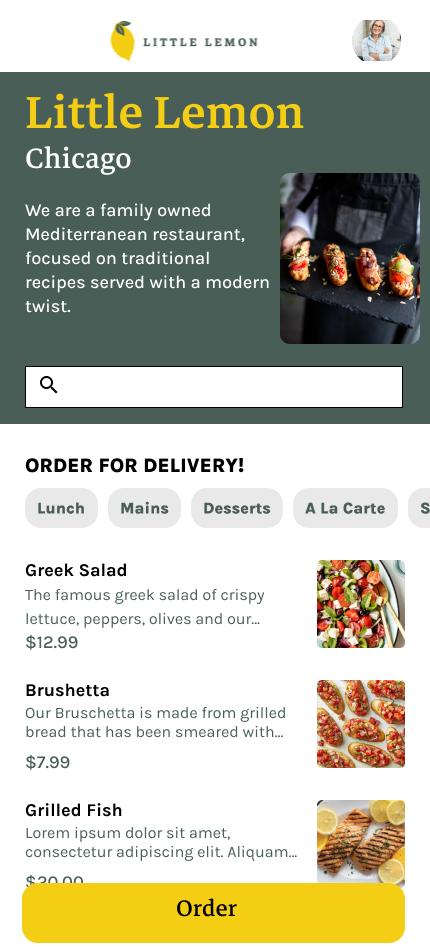 LITTLE LEMON
Little Lemon
Chicago
We are a family owned
Mediterranean restaurant,
focused on traditional
recipes served with a modern
twist.
ORDER FOR DELIVERY!
Lunch Mains Desserts A La Carte S
Greek Salad
The famous greek salad of crispy
lettuce, peppers, olives and our...
$12.99
Brushetta
Our Bruschetta is made from grilled
bread that has been smeared with...
$7.99
Grilled Fish
Lorem ipsum dolor sit amet,
consectetur adipiscing elit. Aliquam...
$20.00
Order